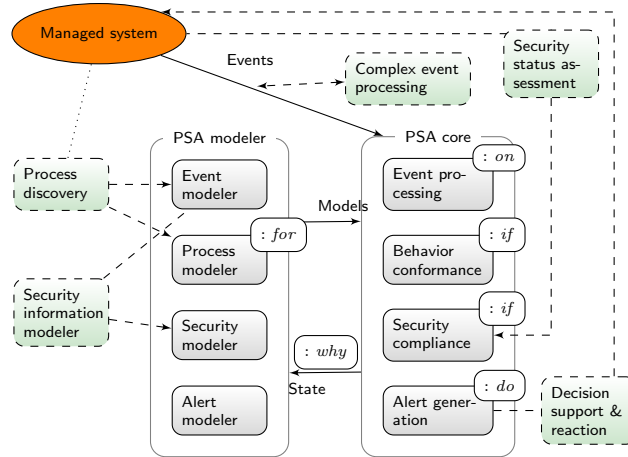 Managed system
Security
status as-
sessment
Events
Complex event
processing
PSA modeler
PSA core
Event
modeler
Event pro-
cessing
: on
Process
discovery
Models
: for
Process
modeler
Behavior
conformance
: if
Security
information
modeler
Security
modeler
Security
compliance
: if
: why
State
Alert
modeler
Alert gener-
ation
: do
Decision
support &
reaction